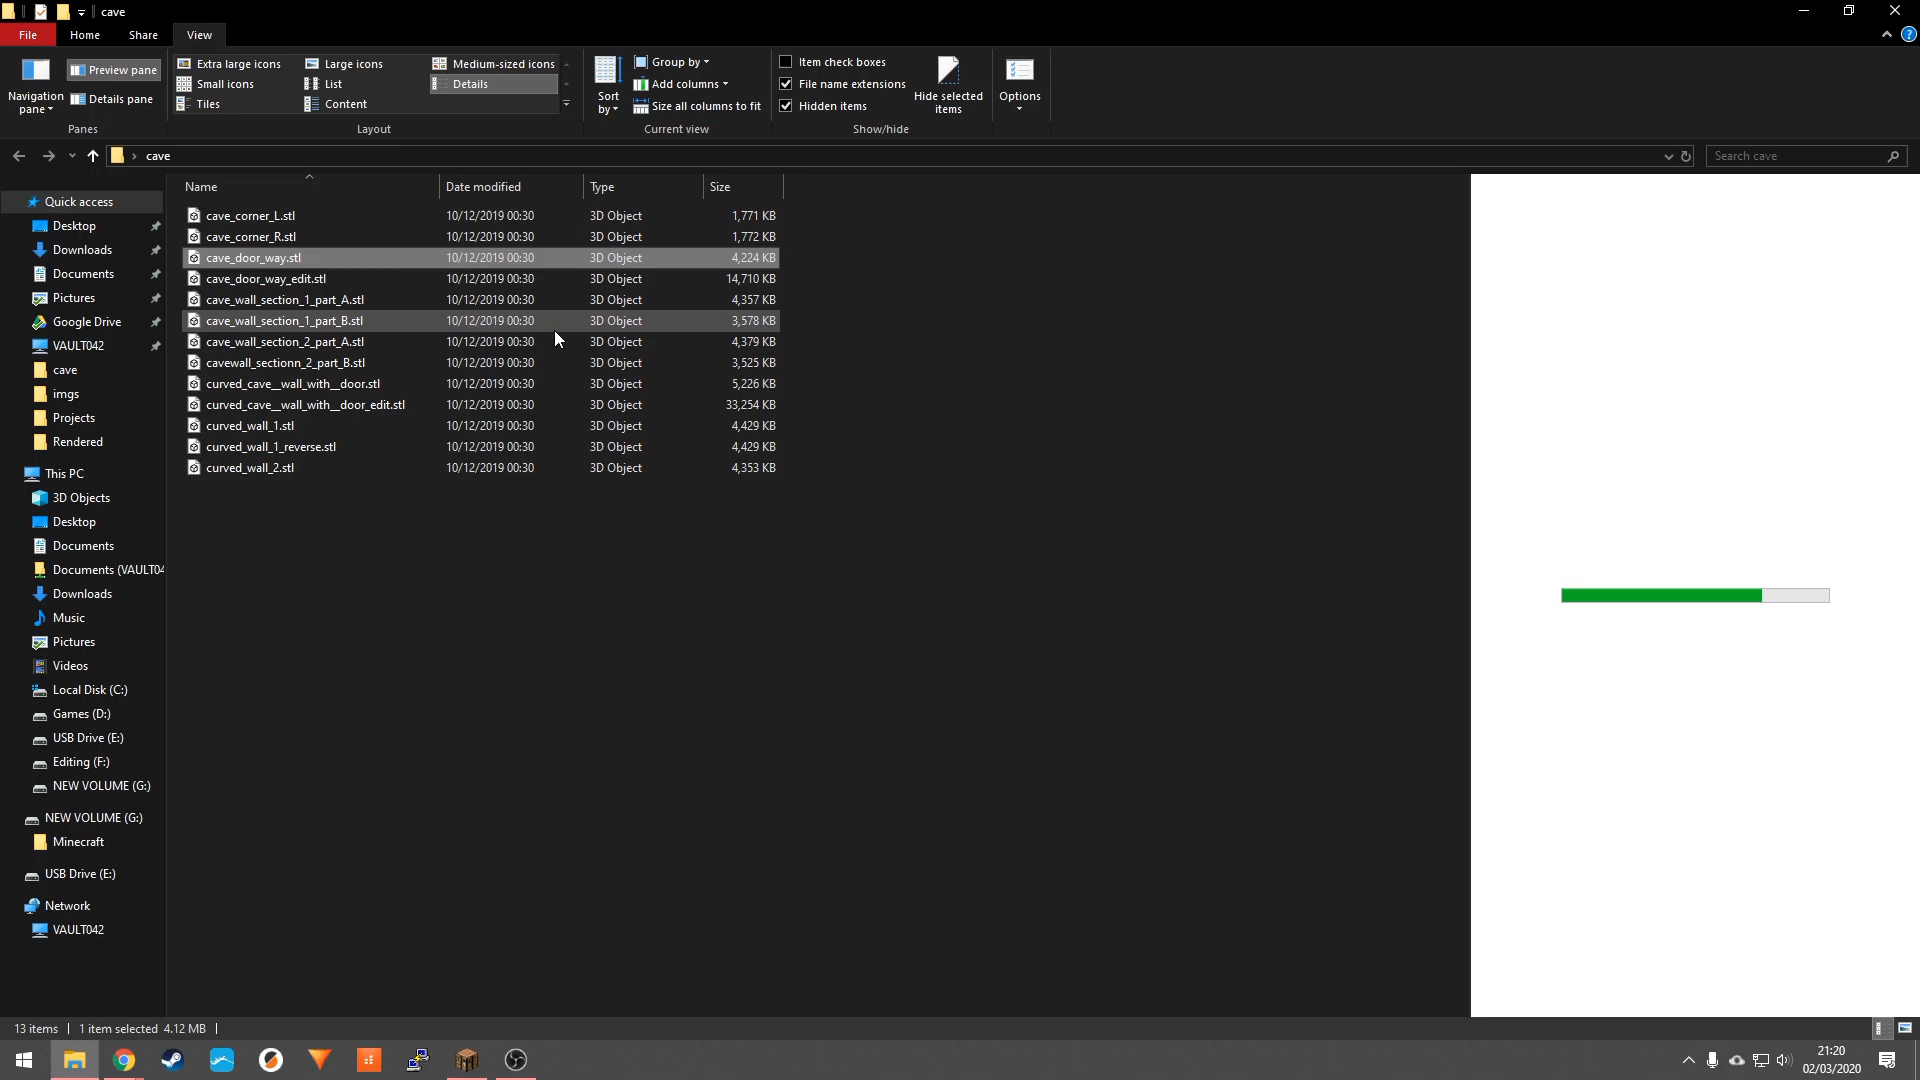 cave
File Home Share View
Navigation pane
Preview pane
Details pane
Panes
Extra large icons Large icons Medium-sized icons
Small icons List Details
Tiles Content
Layout
Sort by
Group by
Add columns
Size all columns to fit
Current view
Item check boxes
File name extensions
Hidden items
Hide selected items
Show/hide
Options
cave
Search cave
Name Date modified Type Size
cave_corner_L.stl 10/12/2019 00:30 3D Object 1,771 KB
cave_corner_R.stl 10/12/2019 00:30 3D Object 1,772 KB
cave_door_way.stl 10/12/2019 00:30 3D Object 4,224 KB
cave_door_way_edit.stl 10/12/2019 00:30 3D Object 14,710 KB
cave_wall_section_1_part_A.stl 10/12/2019 00:30 3D Object 4,357 KB
cave_wall_section_1_part_B.stl 10/12/2019 00:30 3D Object 3,578 KB
cave_wall_section_2_part_A.stl 10/12/2019 00:30 3D Object 4,379 KB
cavewall_sectionn_2_part_B.stl 10/12/2019 00:30 3D Object 3,525 KB
curved_cave__wall_with__door.stl 10/12/2019 00:30 3D Object 5,226 KB
curved_cave__wall_with__door_edit.stl 10/12/2019 00:30 3D Object 33,254 KB
curved_wall_1.stl 10/12/2019 00:30 3D Object 4,429 KB
curved_wall_1_reverse.stl 10/12/2019 00:30 3D Object 4,429 KB
curved_wall_2.stl 10/12/2019 00:30 3D Object 4,353 KB
Quick access
Desktop
Downloads
Documents
Pictures
Google Drive
VAULT042
cave
imgs
Projects
Rendered
This PC
3D Objects
Desktop
Documents
Documents (VAULT04
Downloads
Music
Pictures
Videos
Local Disk (C:)
Games (D:)
USB Drive (E:)
Editing (F:)
NEW VOLUME (G:)
NEW VOLUME (G:)
Minecraft
USB Drive (E:)
Network
VAULT042
13 items 1 item selected 4.12 MB
21:20
02/03/2020